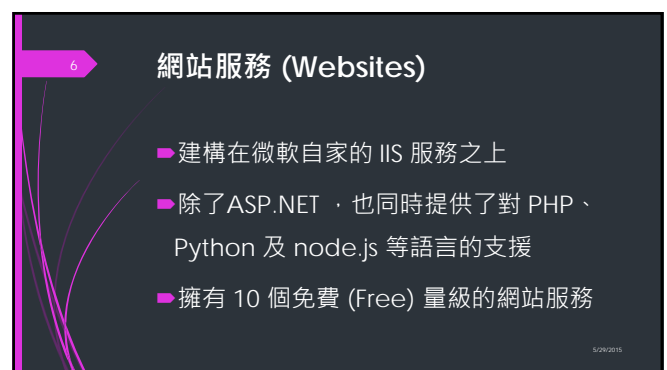 6
網站服務 (Websites)
建構在微軟自家的 IIS 服務之上
除了ASP.NET ，也同時提供了對 PHP、
Python 及 node.js 等語言的支援
擁有 10 個免費 (Free) 量級的網站服務
5/29/2015